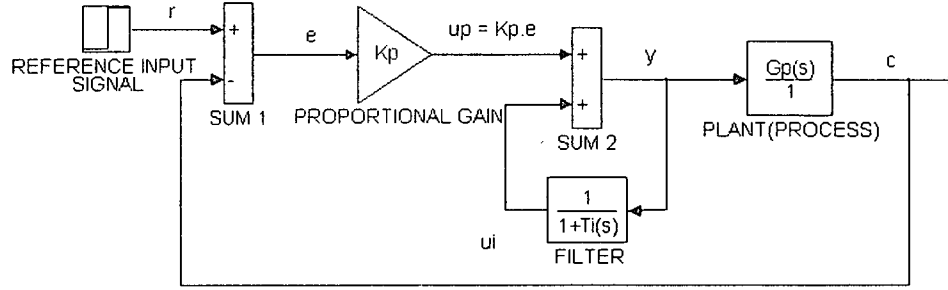 r
+
-
REFERENCE INPUT
SIGNAL
SUM 1
e
Kp
PROPORTIONAL GAIN
up = Kp.e
+
+
SUM 2
y
Gp(s)
1
PLANT(PROCESS)
c
1
1+Ti(s)
FILTER
ui